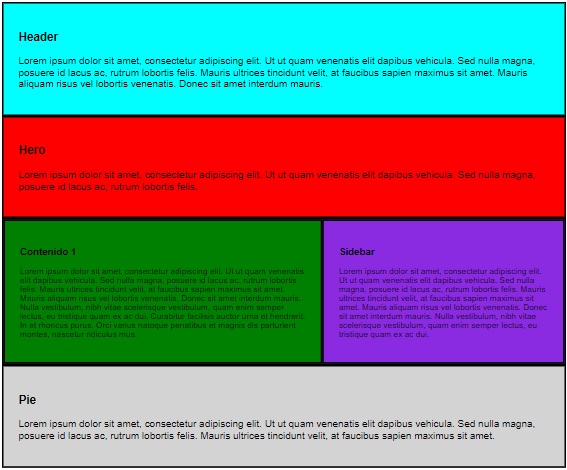 Header
Lorem ipsum dolor sit amet, consectetur adipiscing elit. Ut ut quam venenatis elit dapibus vehicula. Sed nulla magna,
posuere id lacus ac, rutrum lobortis felis. Mauris ultrices tincidunt velit, at faucibus sapien maximus sit amet. Mauris
aliquam risus vel lobortis venenatis. Donec sit amet interdum mauris.
Hero
Lorem ipsum dolor sit amet, consectetur adipiscing elit. Ut ut quam venenatis elit dapibus vehicula. Sed nulla magna,
posuere id lacus ac, rutrum lobortis felis.
Contenido 1
Lorem ipsum dolor sit amet, consectetur adipiscing elit. Ut ut quam venenatis
elit dapibus vehicula. Sed nulla magna, posuere id lacus ac, rutrum lobortis
felis. Mauris ultrices tincidunt velit, at faucibus sapien maximus sit amet.
Mauris aliquam risus vel lobortis venenatis. Donec sit amet interdum mauris.
Nulla vestibulum, nibh vitae scelerisque vestibulum, quam enim semper
lectus, eu tristique quam ex ac dui. Curabitur facilisis auctor urna et hendrerit.
In et rhoncus purus. Orci varius natoque penatibus et magnis dis parturient
montes, nascetur ridiculus mus.
Sidebar
Lorem ipsum dolor sit amet, consectetur adipiscing elit.
Ut ut quam venenatis elit dapibus vehicula. Sed nulla
magna, posuere id lacus ac, rutrum lobortis felis. Mauris
ultrices tincidunt velit, at faucibus sapien maximus sit
amet. Mauris aliquam risus vel lobortis venenatis. Donec
sit amet interdum mauris. Nulla vestibulum, nibh vitae
scelerisque vestibulum, quam enim semper lectus, eu
tristique quam ex ac dui.
Pie
Lorem ipsum dolor sit amet, consectetur adipiscing elit. Ut ut quam venenatis elit dapibus vehicula. Sed nulla magna,
posuere id lacus ac, rutrum lobortis felis. Mauris ultrices tincidunt velit, at faucibus sapien maximus sit amet.